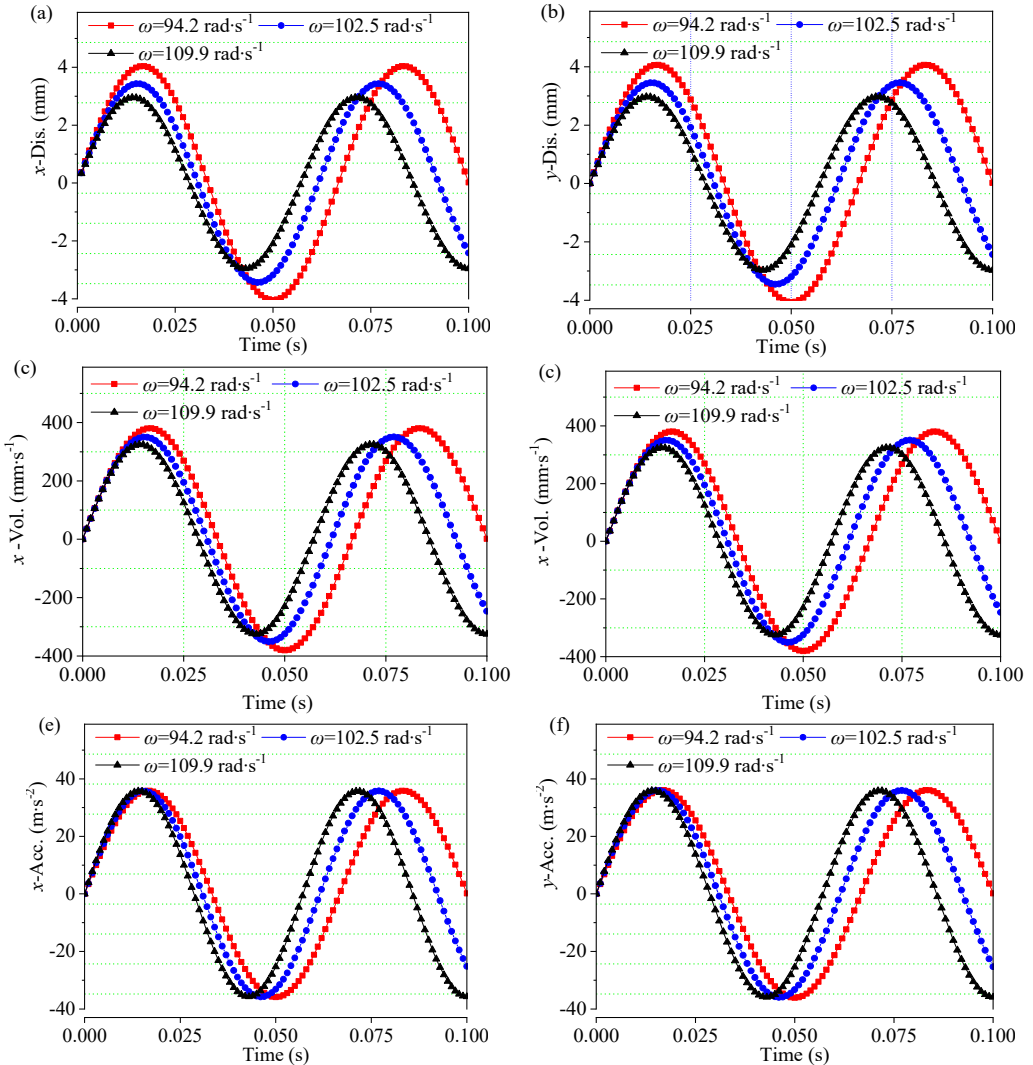 (a)
ω=94.2 rad·s-1 ω=102.5 rad·s-1
ω=109.9 rad·s-1
x-Dis. (mm)
4
2
0
-2
-4
0.000 0.025 0.050 0.075 0.100
Time (s)
(b)
ω=94.2 rad·s-1 ω=102.5 rad·s-1
ω=109.9 rad·s-1
y-Dis. (mm)
4
2
0
-2
-4
0.000 0.025 0.050 0.075 0.100
Time (s)
(c)
ω=94.2 rad·s-1 ω=102.5 rad·s-1
ω=109.9 rad·s-1
x -Vol. (mm·s-1)
400
200
0
-200
-400
0.000 0.025 0.050 0.075 0.100
Time (s)
(c)
ω=94.2 rad·s-1 ω=102.5 rad·s-1
ω=109.9 rad·s-1
x -Vol. (mm·s-1)
400
200
0
-200
-400
0.000 0.025 0.050 0.075 0.100
Time (s)
(e)
ω=94.2 rad·s-1 ω=102.5 rad·s-1
ω=109.9 rad·s-1
x-Acc. (m·s-2)
40
20
0
-20
-40
0.000 0.025 0.050 0.075 0.100
Time (s)
(f)
ω=94.2 rad·s-1 ω=102.5 rad·s-1
ω=109.9 rad·s-1
y-Acc. (m·s-2)
40
20
0
-20
-40
0.000 0.025 0.050 0.075 0.100
Time (s)